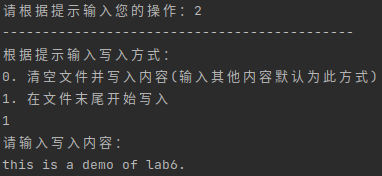 请根据提示输入您的操作: 2
--------------------------------------------
根据提示输入写入方式:
0. 清空文件并写入内容(输入其他内容默认为此方式)
1. 在文件末尾开始写入
1
请输入写入内容:
this is a demo of lab6.